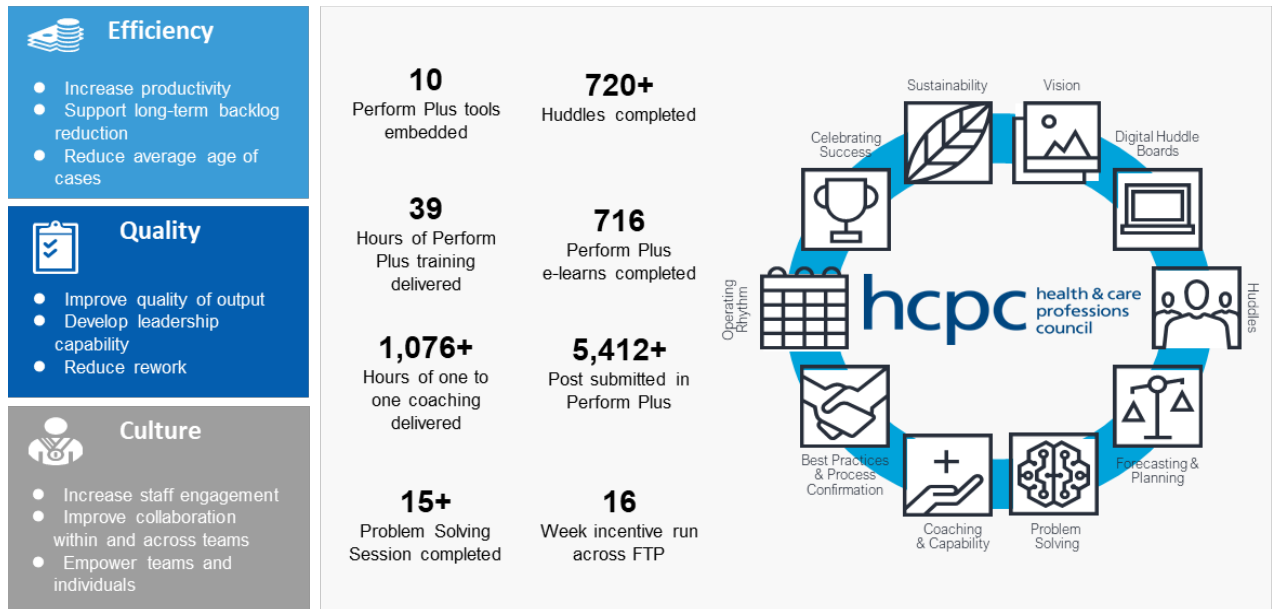 Efficiency
Increase productivity
Support long-term backlog
reduction
Reduce average age of
cases
Quality
Improve quality of output
Develop leadership
capability
Reduce rework
Culture
Increase staff engagement
Improve collaboration
within and across teams
Empower teams and
individuals
10
Perform Plus tools
embedded
720+
Huddles completed
39
Hours of Perform
Plus training
delivered
716
Perform Plus
e-learns completed
1,076+
Hours of one to
one coaching
delivered
5,412+
Post submitted in
Perform Plus
15+
Problem Solving
Session completed
16
Week incentive run
across FTP
Sustainability
Vision
Celebrating
Success
Digital Huddle
Boards
Operating
Rhythm
hcpc
health & care
professions
council
Huddles
Best Practices
& Process
Confirmation
Forecasting &
Planning
Coaching
& Capability
Problem
Solving